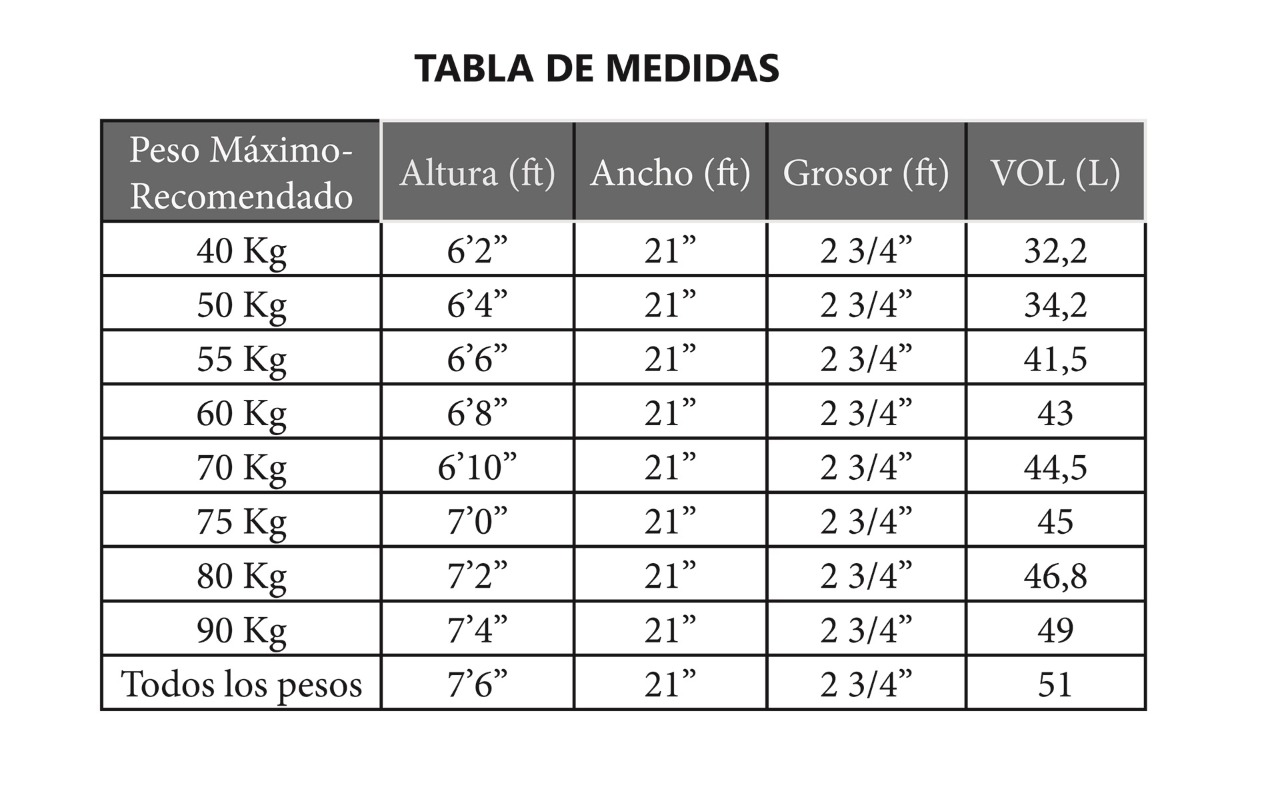 TABLA DE MEDIDAS
Peso Máximo-
Recomendado
Altura (ft) Ancho (ft) Grosor (ft) VOL (L)
40 Kg 6’2” 21” 2 3/4” 32,2
50 Kg 6’4” 21” 2 3/4” 34,2
55 Kg 6’6” 21” 2 3/4” 41,5
60 Kg 6’8” 21” 2 3/4” 43
70 Kg 6’10” 21” 2 3/4” 44,5
75 Kg 7’0” 21” 2 3/4” 45
80 Kg 7’2” 21” 2 3/4” 46,8
90 Kg 7’4” 21” 2 3/4” 49
Todos los pesos 7’6” 21” 2 3/4” 51